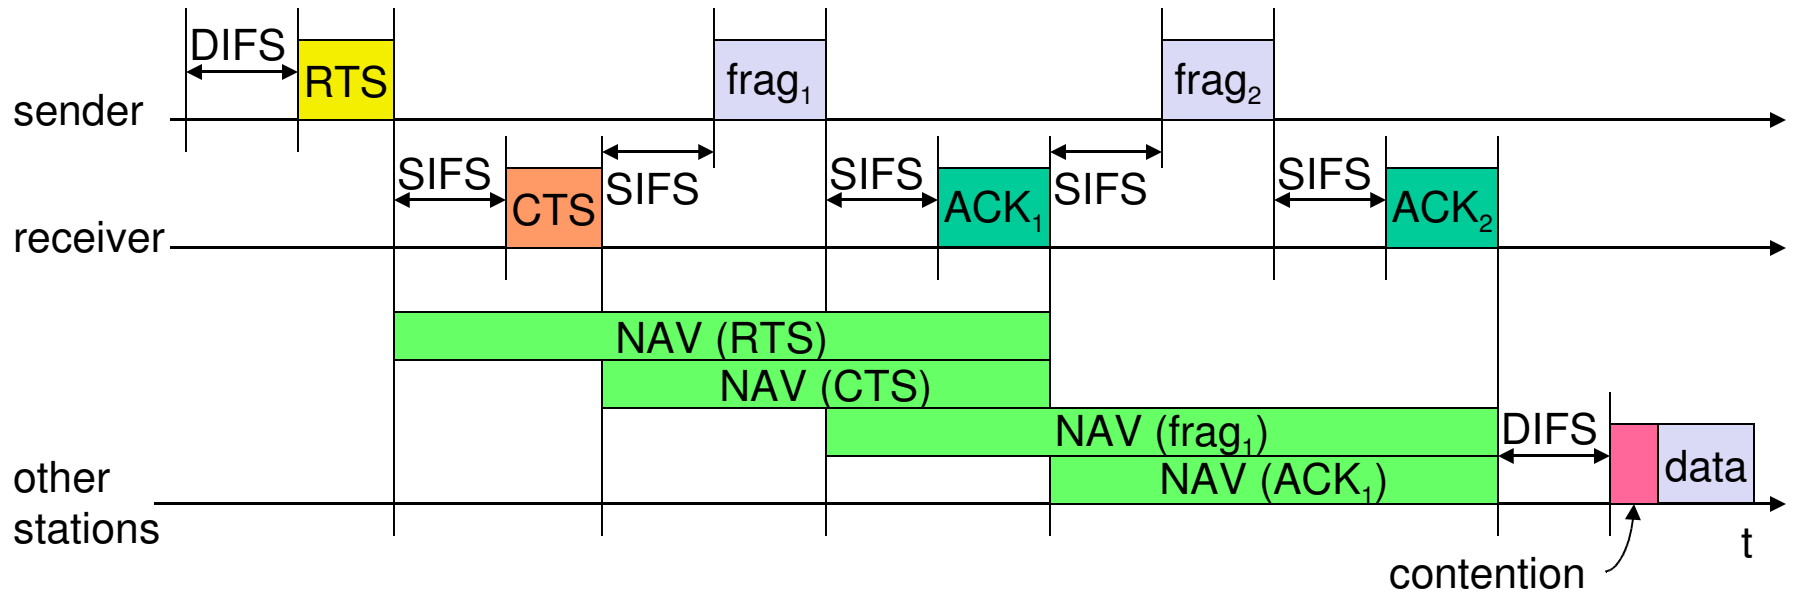 DIFS
RTS
frag₁
frag₂
sender
SIFS
CTS
SIFS
SIFS
ACK₁
SIFS
SIFS
ACK₂
receiver
NAV (RTS)
NAV (CTS)
NAV (frag₁)
DIFS
NAV (ACK₁)
data
other
stations
t
contention